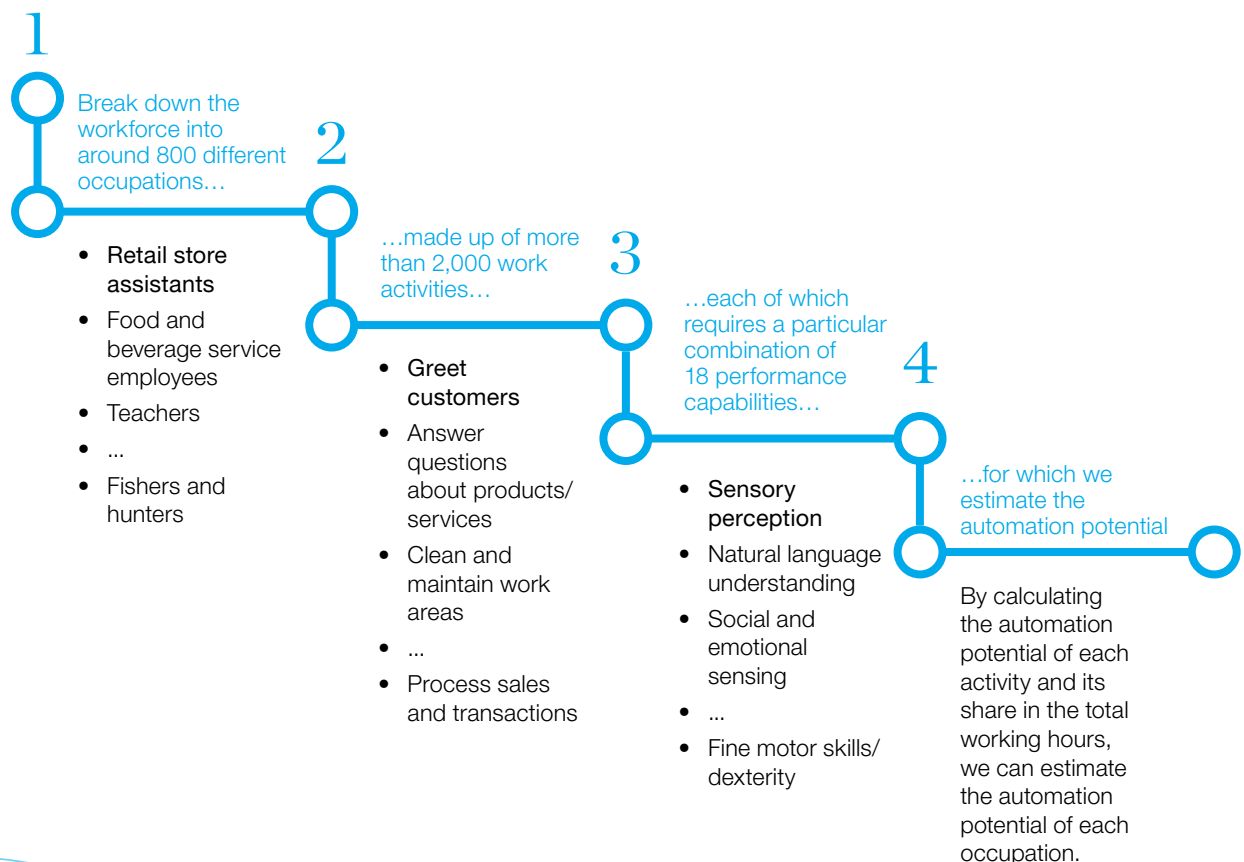 1
Break down the
workforce into
around 800 different
occupations…
• Retail store
assistants
• Food and
beverage service
employees
• Teachers
• ...
• Fishers and
hunters
2
…made up of more
than 2,000 work
activities…
• Greet
customers
• Answer
questions
about products/
services
• Clean and
maintain work
areas
• ...
• Process sales
and transactions
3
…each of which
requires a particular
combination of
18 performance
capabilities…
• Sensory
perception
• Natural language
understanding
• Social and
emotional
sensing
• ...
• Fine motor skills/
dexterity
4
…for which we
estimate the
automation potential
By calculating
the automation
potential of each
activity and its
share in the total
working hours,
we can estimate
the automation
potential of each
occupation.